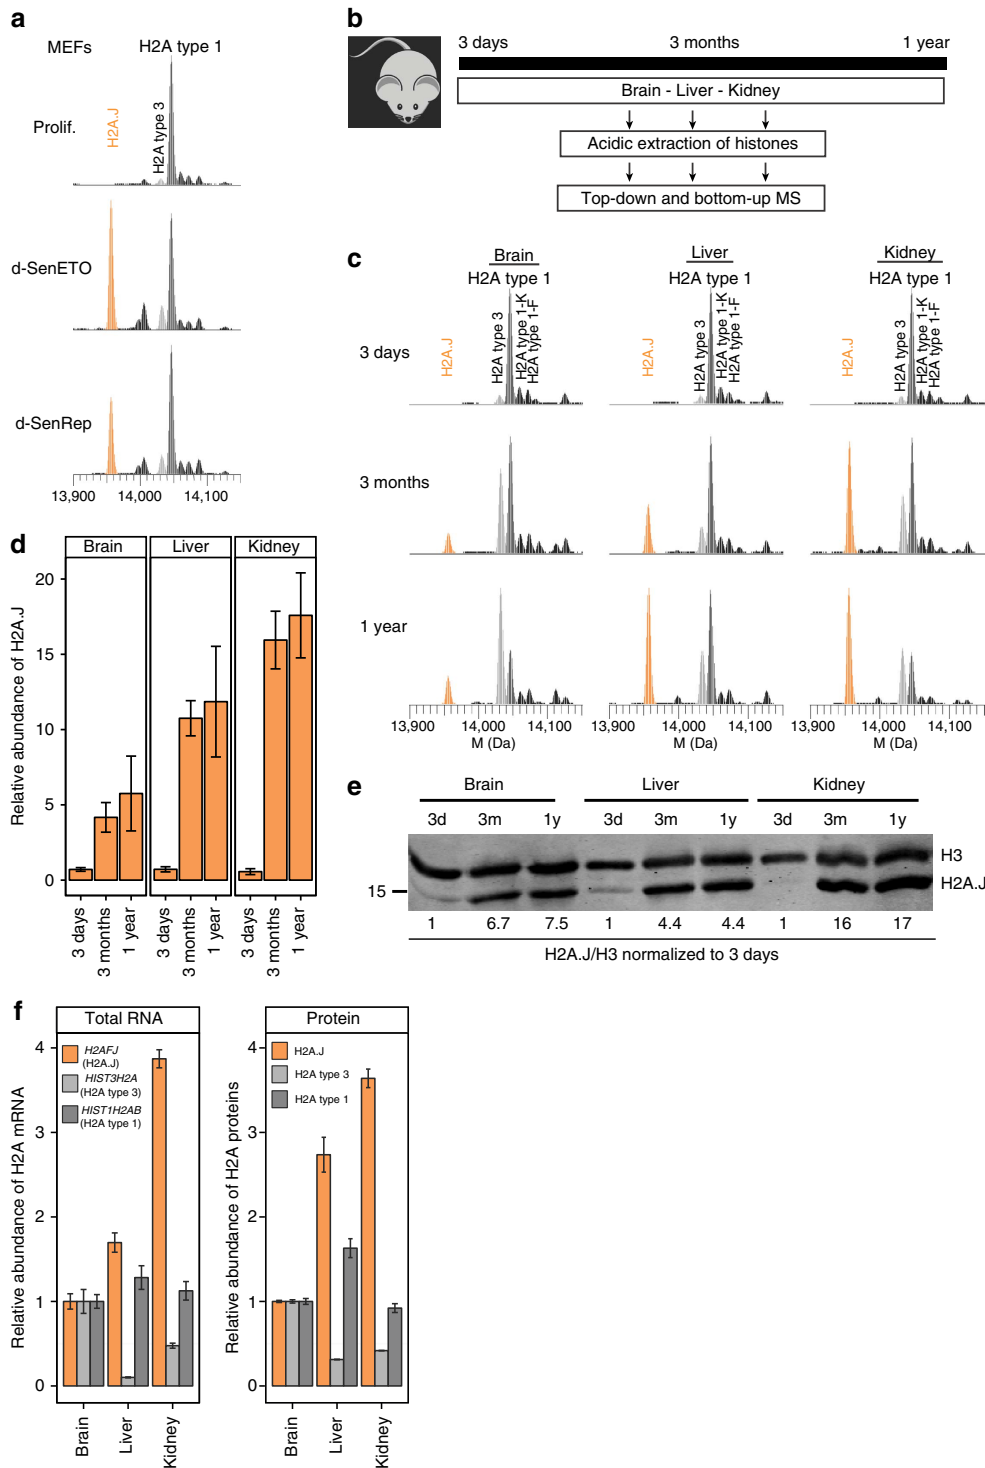 a
MEFs
H2A type 1
Prolif.
H2A.J
H2A type 3
d-SenETO
d-SenRep
13,900 14,000 14,100
b
3 days 3 months 1 year
Brain - Liver - Kidney
Acidic extraction of histones
Top-down and bottom-up MS
c
Brain Liver Kidney
H2A type 1 H2A type 1 H2A type 1
3 days
H2A.J
H2A type 3
H2A type 1-K
H2A type 1-F
H2A.J
H2A type 3
H2A type 1-K
H2A type 1-F
H2A.J
H2A type 3
H2A type 1-K
H2A type 1-F
3 months
1 year
13,900 14,000 14,100 13,900 14,000 14,100 13,900 14,000 14,100
M (Da) M (Da) M (Da)
d
Brain Liver Kidney
Relative abundance of H2A.J
20
15
10
5
0
3 days
3 months
1 year
3 days
3 months
1 year
3 days
3 months
1 year
e
Brain Liver Kidney
3d 3m 1y 3d 3m 1y 3d 3m 1y
H3
15
H2A.J
1 6.7 7.5 1 4.4 4.4 1 16 17
H2A.J/H3 normalized to 3 days
f
Total RNA
Relative abundance of H2A mRNA
H2AFJ
(H2A.J)
HIST3H2A
(H2A type 3)
HIST1H2AB
(H2A type 1)
4
3
2
1
0
Brain
Liver
Kidney
Protein
Relative abundance of H2A proteins
H2A.J
H2A type 3
H2A type 1
4
3
2
1
0
Brain
Liver
Kidney